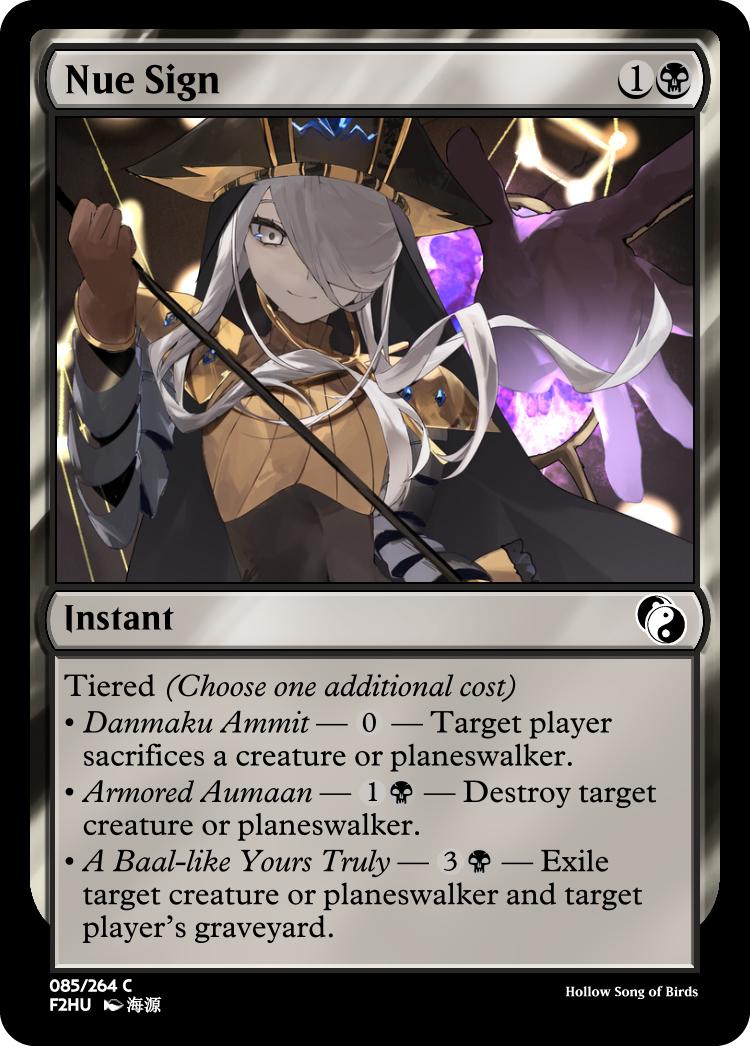 Nue Sign 1
Instant
Tiered (Choose one additional cost)
• Danmaku Ammit — 0 — Target player
sacrifices a creature or planeswalker.
• Armored Aumaan — 1 — Destroy target
creature or planeswalker.
• A Baal-like Yours Truly — 3 — Exile
target creature or planeswalker and target
player's graveyard.
085/264 C
F2HU 海源
Hollow Song of Birds